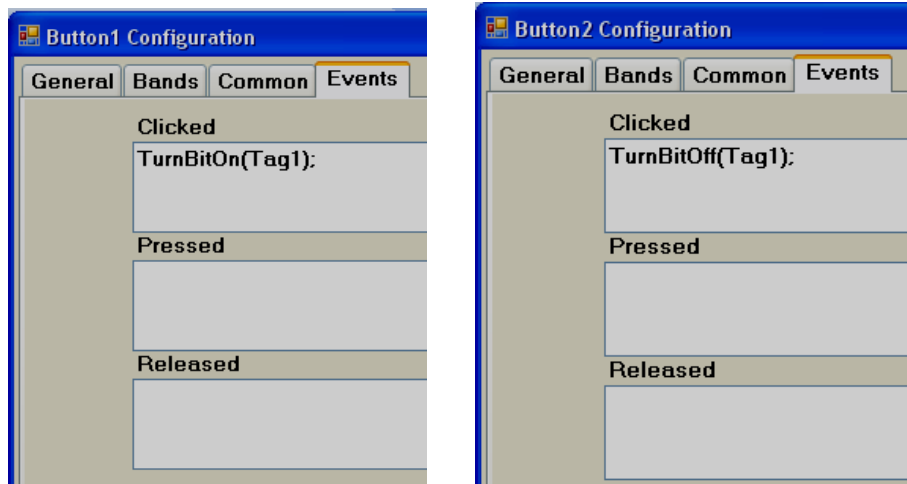 Button1 Configuration
General Bands Common Events
Clicked
TurnBitOn(Tag1);
Pressed
Released
Button2 Configuration
General Bands Common Events
Clicked
TurnBitOff(Tag1);
Pressed
Released